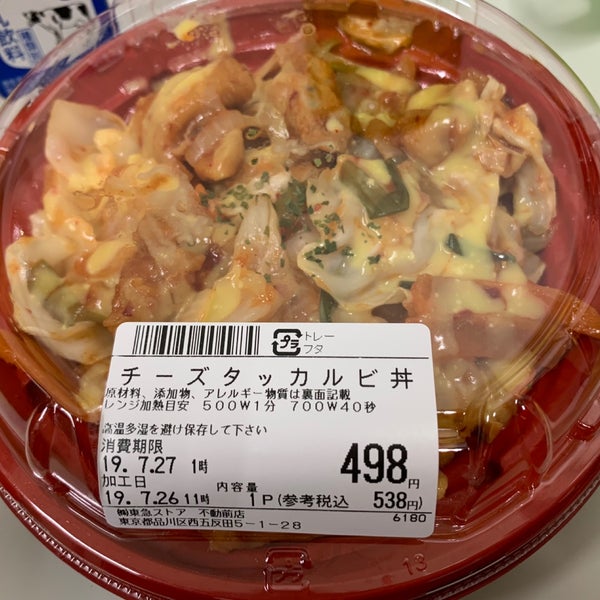 プラ
トレー
フタ
チーズタッカルビ丼
原材料、添加物、アレルギー物質は裏面記載
レンジ加熱目安 500W1分 700W40秒
高温多湿を避け保存して下さい
消費期限
19.7.27 1時
498円
加工日 内容量
19.7.26 11時 1P(参考税込 538円)
6180
㈱東急ストア 不動前店
東京都品川区西五反田5-1-28
プラ
13